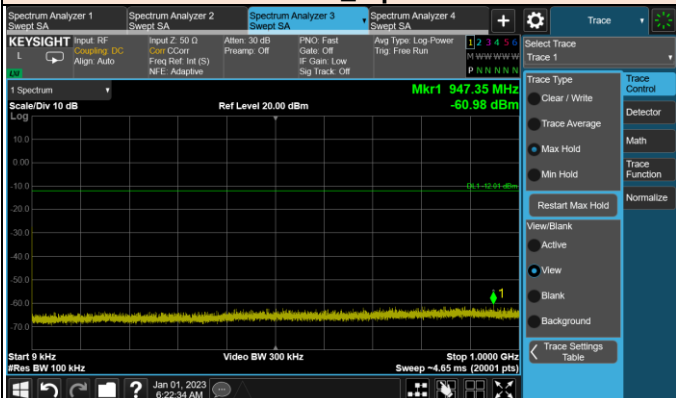 Spectrum Analyzer 1
Swept SA
Spectrum Analyzer 2
Swept SA
Spectrum Analyzer 3
Swept SA
Spectrum Analyzer 4
Swept SA
+
Trace
KEYSIGHT
L
LXI
Input: RF
Coupling: DC
Align: Auto
Input Z: 50 Ω
Corr CCorr
Freq Ref: Int (S)
NFE: Adaptive
Atten: 30 dB
Preamp: Off
PNO: Fast
Gate: Off
IF Gain: Low
Sig Track: Off
Avg Type: Log-Power
Trig: Free Run
1 2 3 4 5 6
M W W W W W
P N N N N N
Select Trace
Trace 1
1 Spectrum
Scale/Div 10 dB
Log
Ref Level 20.00 dBm
Mkr1 947.35 MHz
-60.98 dBm
10.0
0.00
-10.0
-20.0
-30.0
-40.0
-50.0
-60.0
-70.0
DL1 -12.01 dBm
1
Start 9 kHz
#Res BW 100 kHz
Video BW 300 kHz
Stop 1.0000 GHz
Sweep ~4.65 ms (20001 pts)
Trace Type
Clear / Write
Trace Average
Max Hold
Min Hold
Restart Max Hold
View/Blank
Active
View
Blank
Background
Trace Settings
Table
Trace
Control
Detector
Math
Trace
Function
Normalize
?
Jan 01, 2023
6:22:34 AM